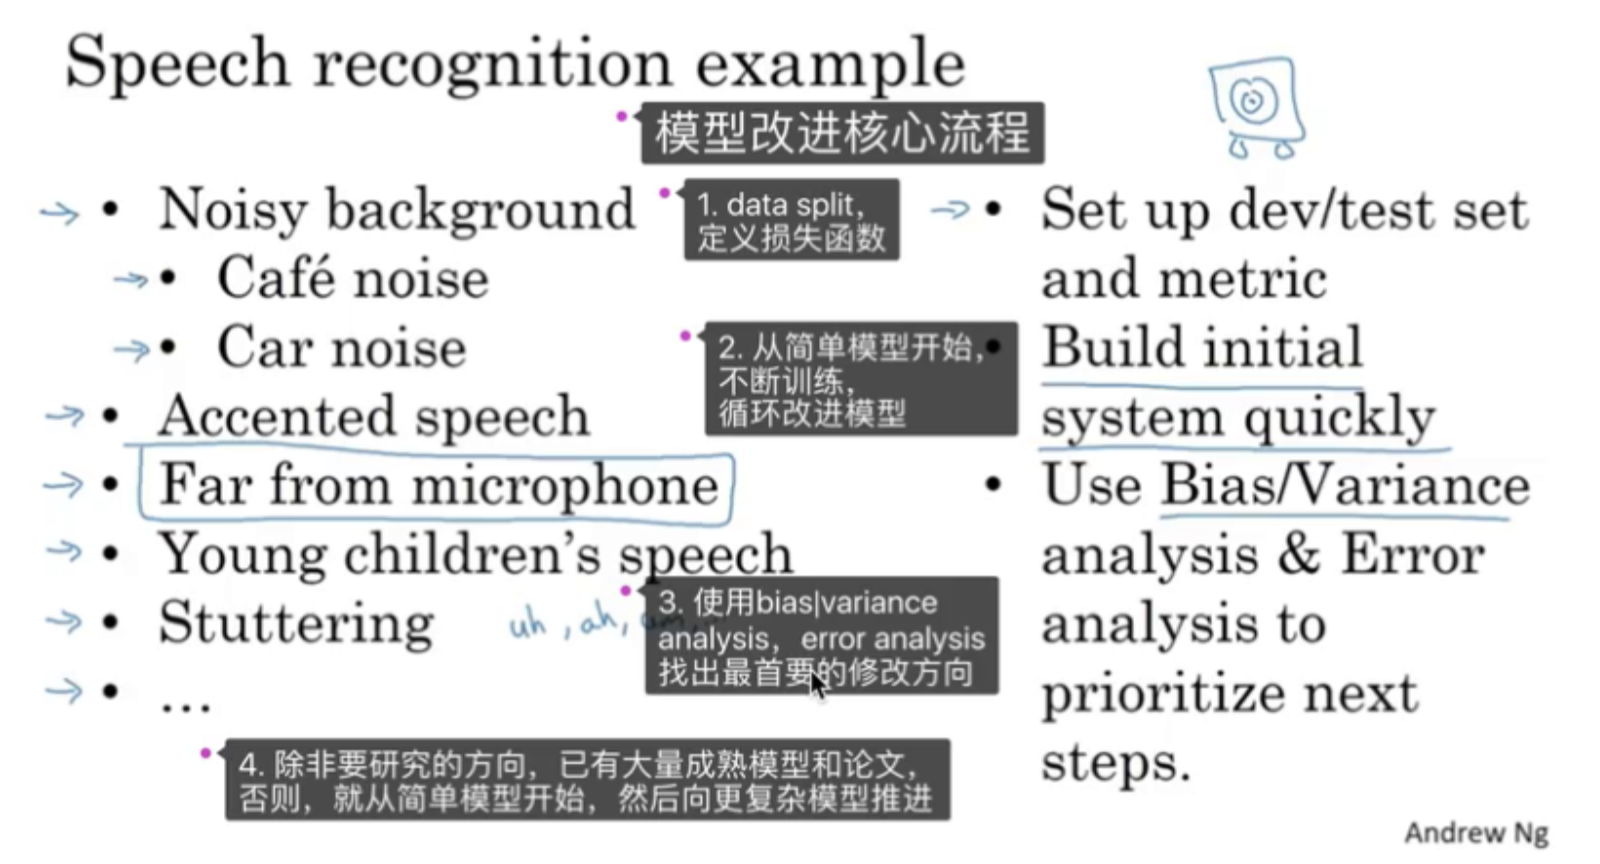 Speech recognition example
模型改进核心流程
• Noisy background
• Café noise
• Car noise
• Accented speech
• Far from microphone
• Young children's speech
• Stuttering
uh, ah, um,
• ...
1. data split，
定义损失函数
2. 从简单模型开始，
不断训练，
循环改进模型
3. 使用bias|variance
analysis，error analysis
找出最首要的修改方向
4. 除非要研究的方向，已有大量成熟模型和论文，
否则，就从简单模型开始，然后向更复杂模型推进
• Set up dev/test set
and metric
• Build initial
system quickly
• Use Bias/Variance
analysis & Error
analysis to
prioritize next
steps.
Andrew Ng